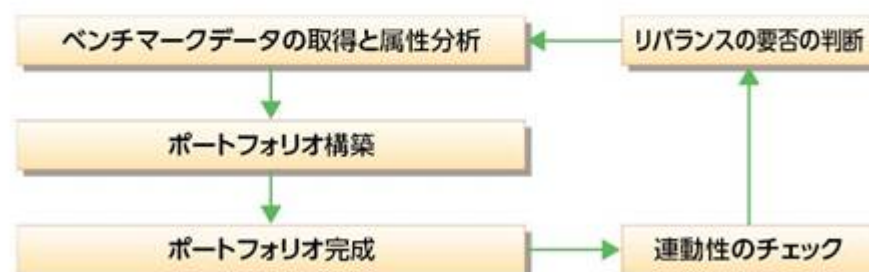 ベンチマークデータの取得と属性分析
リバランスの要否の判断
ポートフォリオ構築
ポートフォリオ完成
連動性のチェック